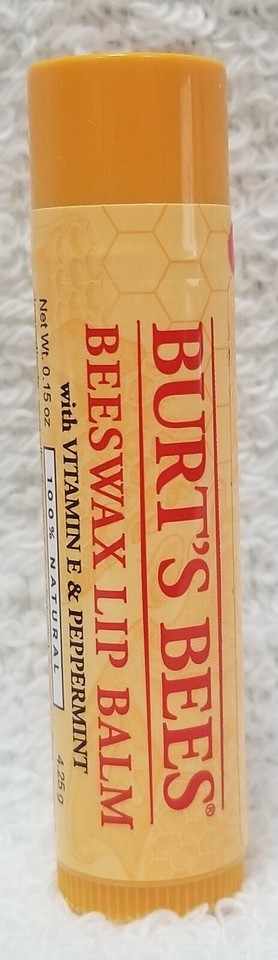 BURT'S BEES®
BEESWAX LIP BALM
with VITAMIN E & PEPPERMINT
Net Wt. 0.15 oz 100% NATURAL 4.25 g